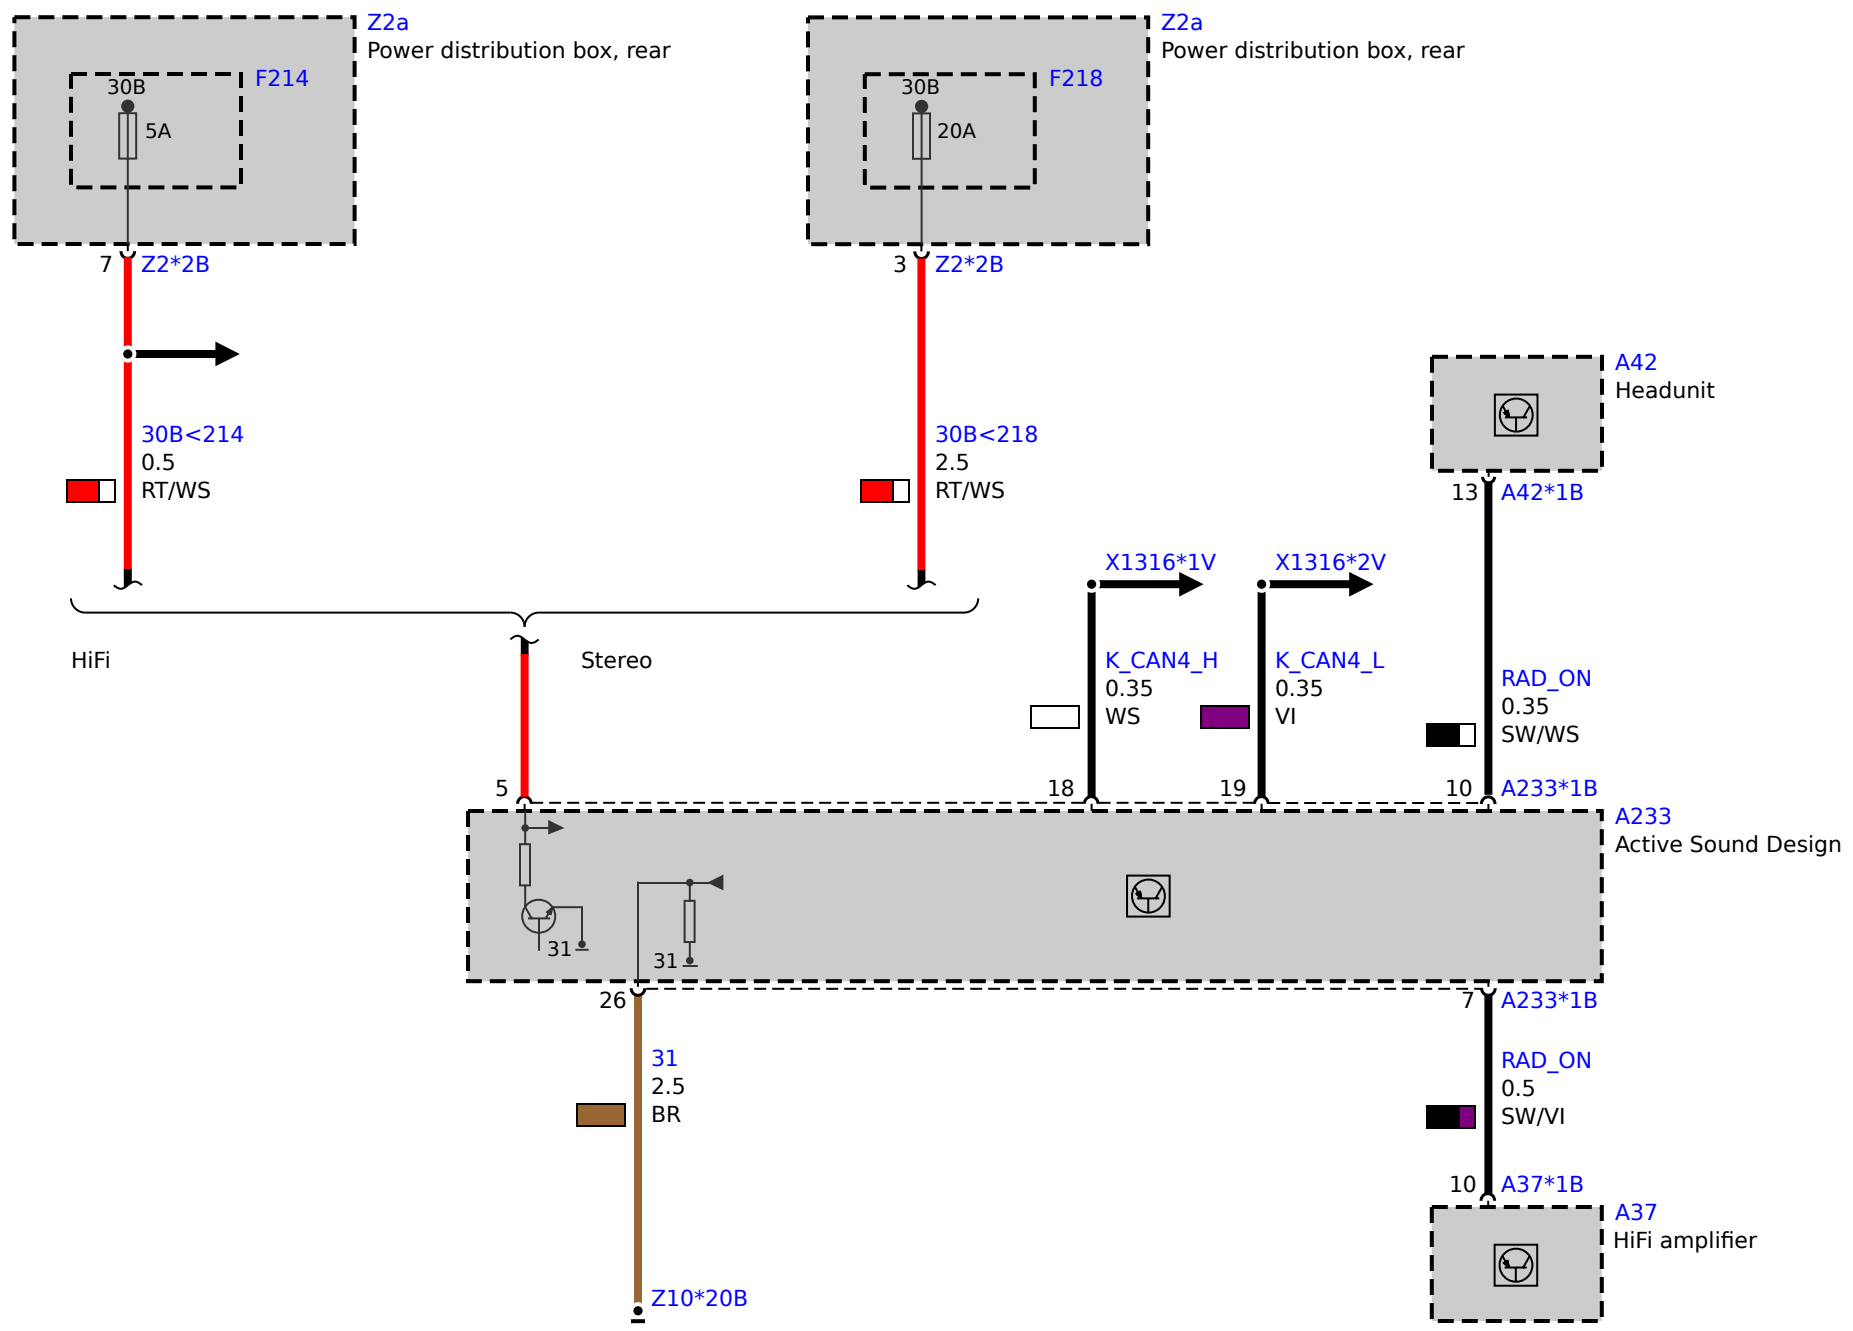 Z2a
Power distribution box, rear
F214
30B
5A
7 Z2*2B
30B<214
0.5
RT/WS
Z2a
Power distribution box, rear
F218
30B
20A
3 Z2*2B
30B<218
2.5
RT/WS
HiFi
Stereo
X1316*1V
K_CAN4_H
0.35
WS
X1316*2V
K_CAN4_L
0.35
VI
A42
Headunit
13 A42*1B
RAD_ON
0.35
SW/WS
5
18
19
10 A233*1B
A233
Active Sound Design
31
31
26
7 A233*1B
31
2.5
BR
Z10*20B
RAD_ON
0.5
SW/VI
10 A37*1B
A37
HiFi amplifier